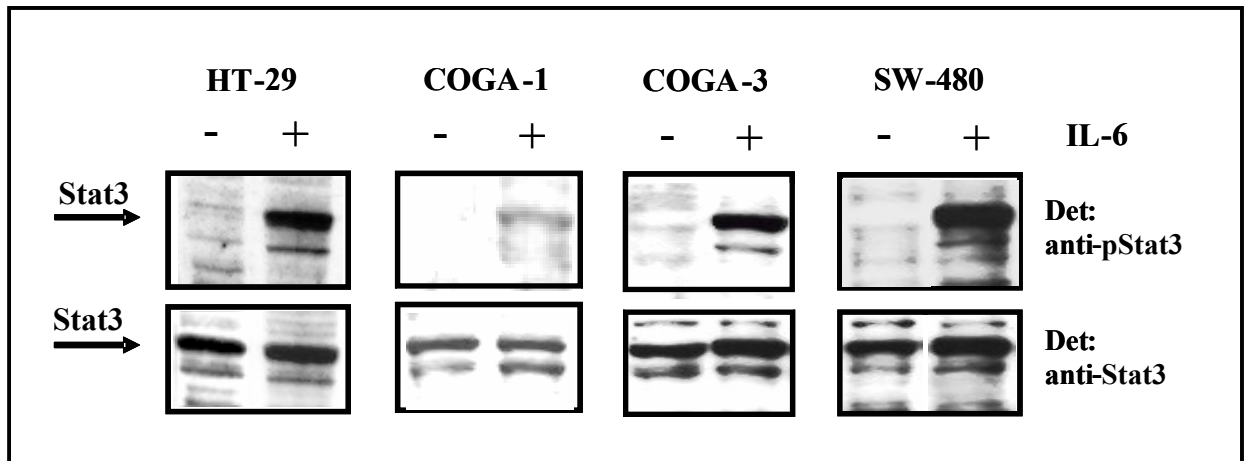 HT-29 COGA-1 COGA-3 SW-480
- + - + - + - + IL-6
Stat3
Det:
anti-pStat3
Stat3
Det:
anti-Stat3